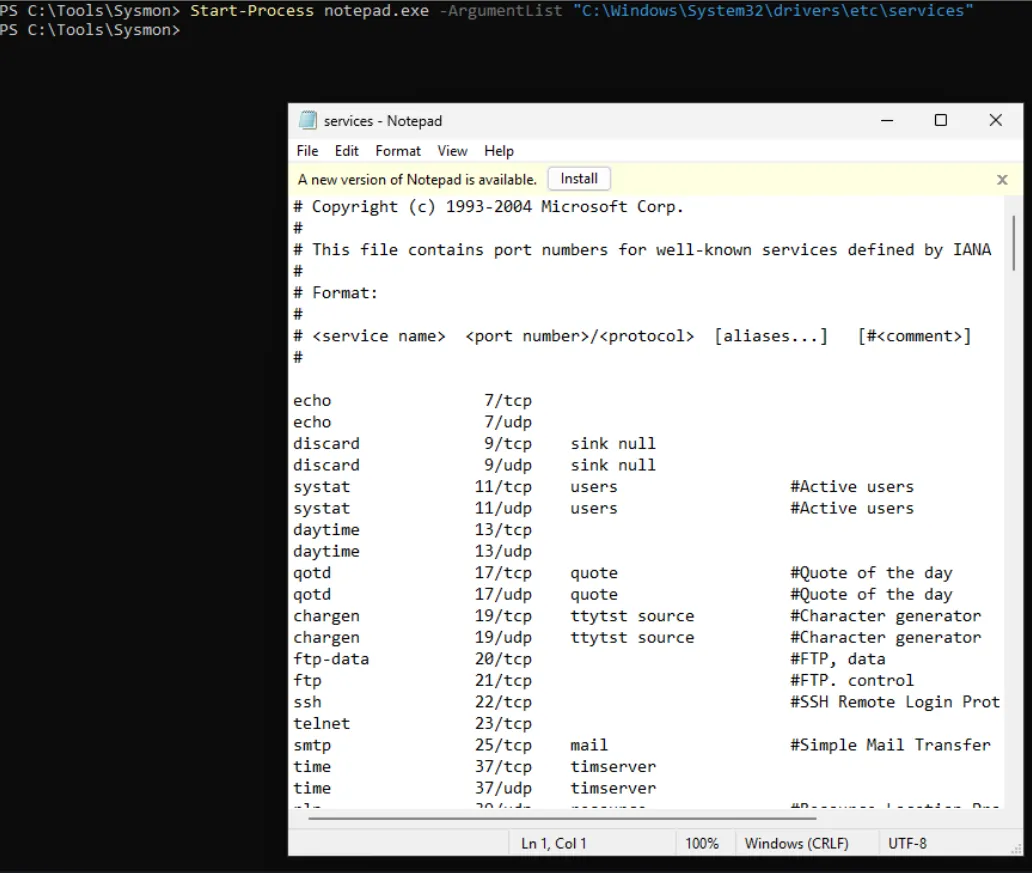 PS C:\Tools\Sysmon> Start-Process notepad.exe -ArgumentList "C:\Windows\System32\drivers\etc\services"
PS C:\Tools\Sysmon>
services - Notepad
File Edit Format View Help
A new version of Notepad is available. Install x
# Copyright (c) 1993-2004 Microsoft Corp.
#
# This file contains port numbers for well-known services defined by IANA
#
# Format:
#
# <service name>  <port number>/<protocol>  [aliases...]   [#<comment>]
#
echo                7/tcp
echo                7/udp
discard             9/tcp    sink null
discard             9/udp    sink null
systat             11/tcp    users                  #Active users
systat             11/udp    users                  #Active users
daytime            13/tcp
daytime            13/udp
qotd               17/tcp    quote                  #Quote of the day
qotd               17/udp    quote                  #Quote of the day
chargen            19/tcp    ttytst source          #Character generator
chargen            19/udp    ttytst source          #Character generator
ftp-data           20/tcp                           #FTP, data
ftp                21/tcp                           #FTP. control
ssh                22/tcp                           #SSH Remote Login Prot
telnet             23/tcp
smtp               25/tcp    mail                   #Simple Mail Transfer
time               37/tcp    timserver
time               37/udp    timserver
Ln 1, Col 1 100% Windows (CRLF) UTF-8